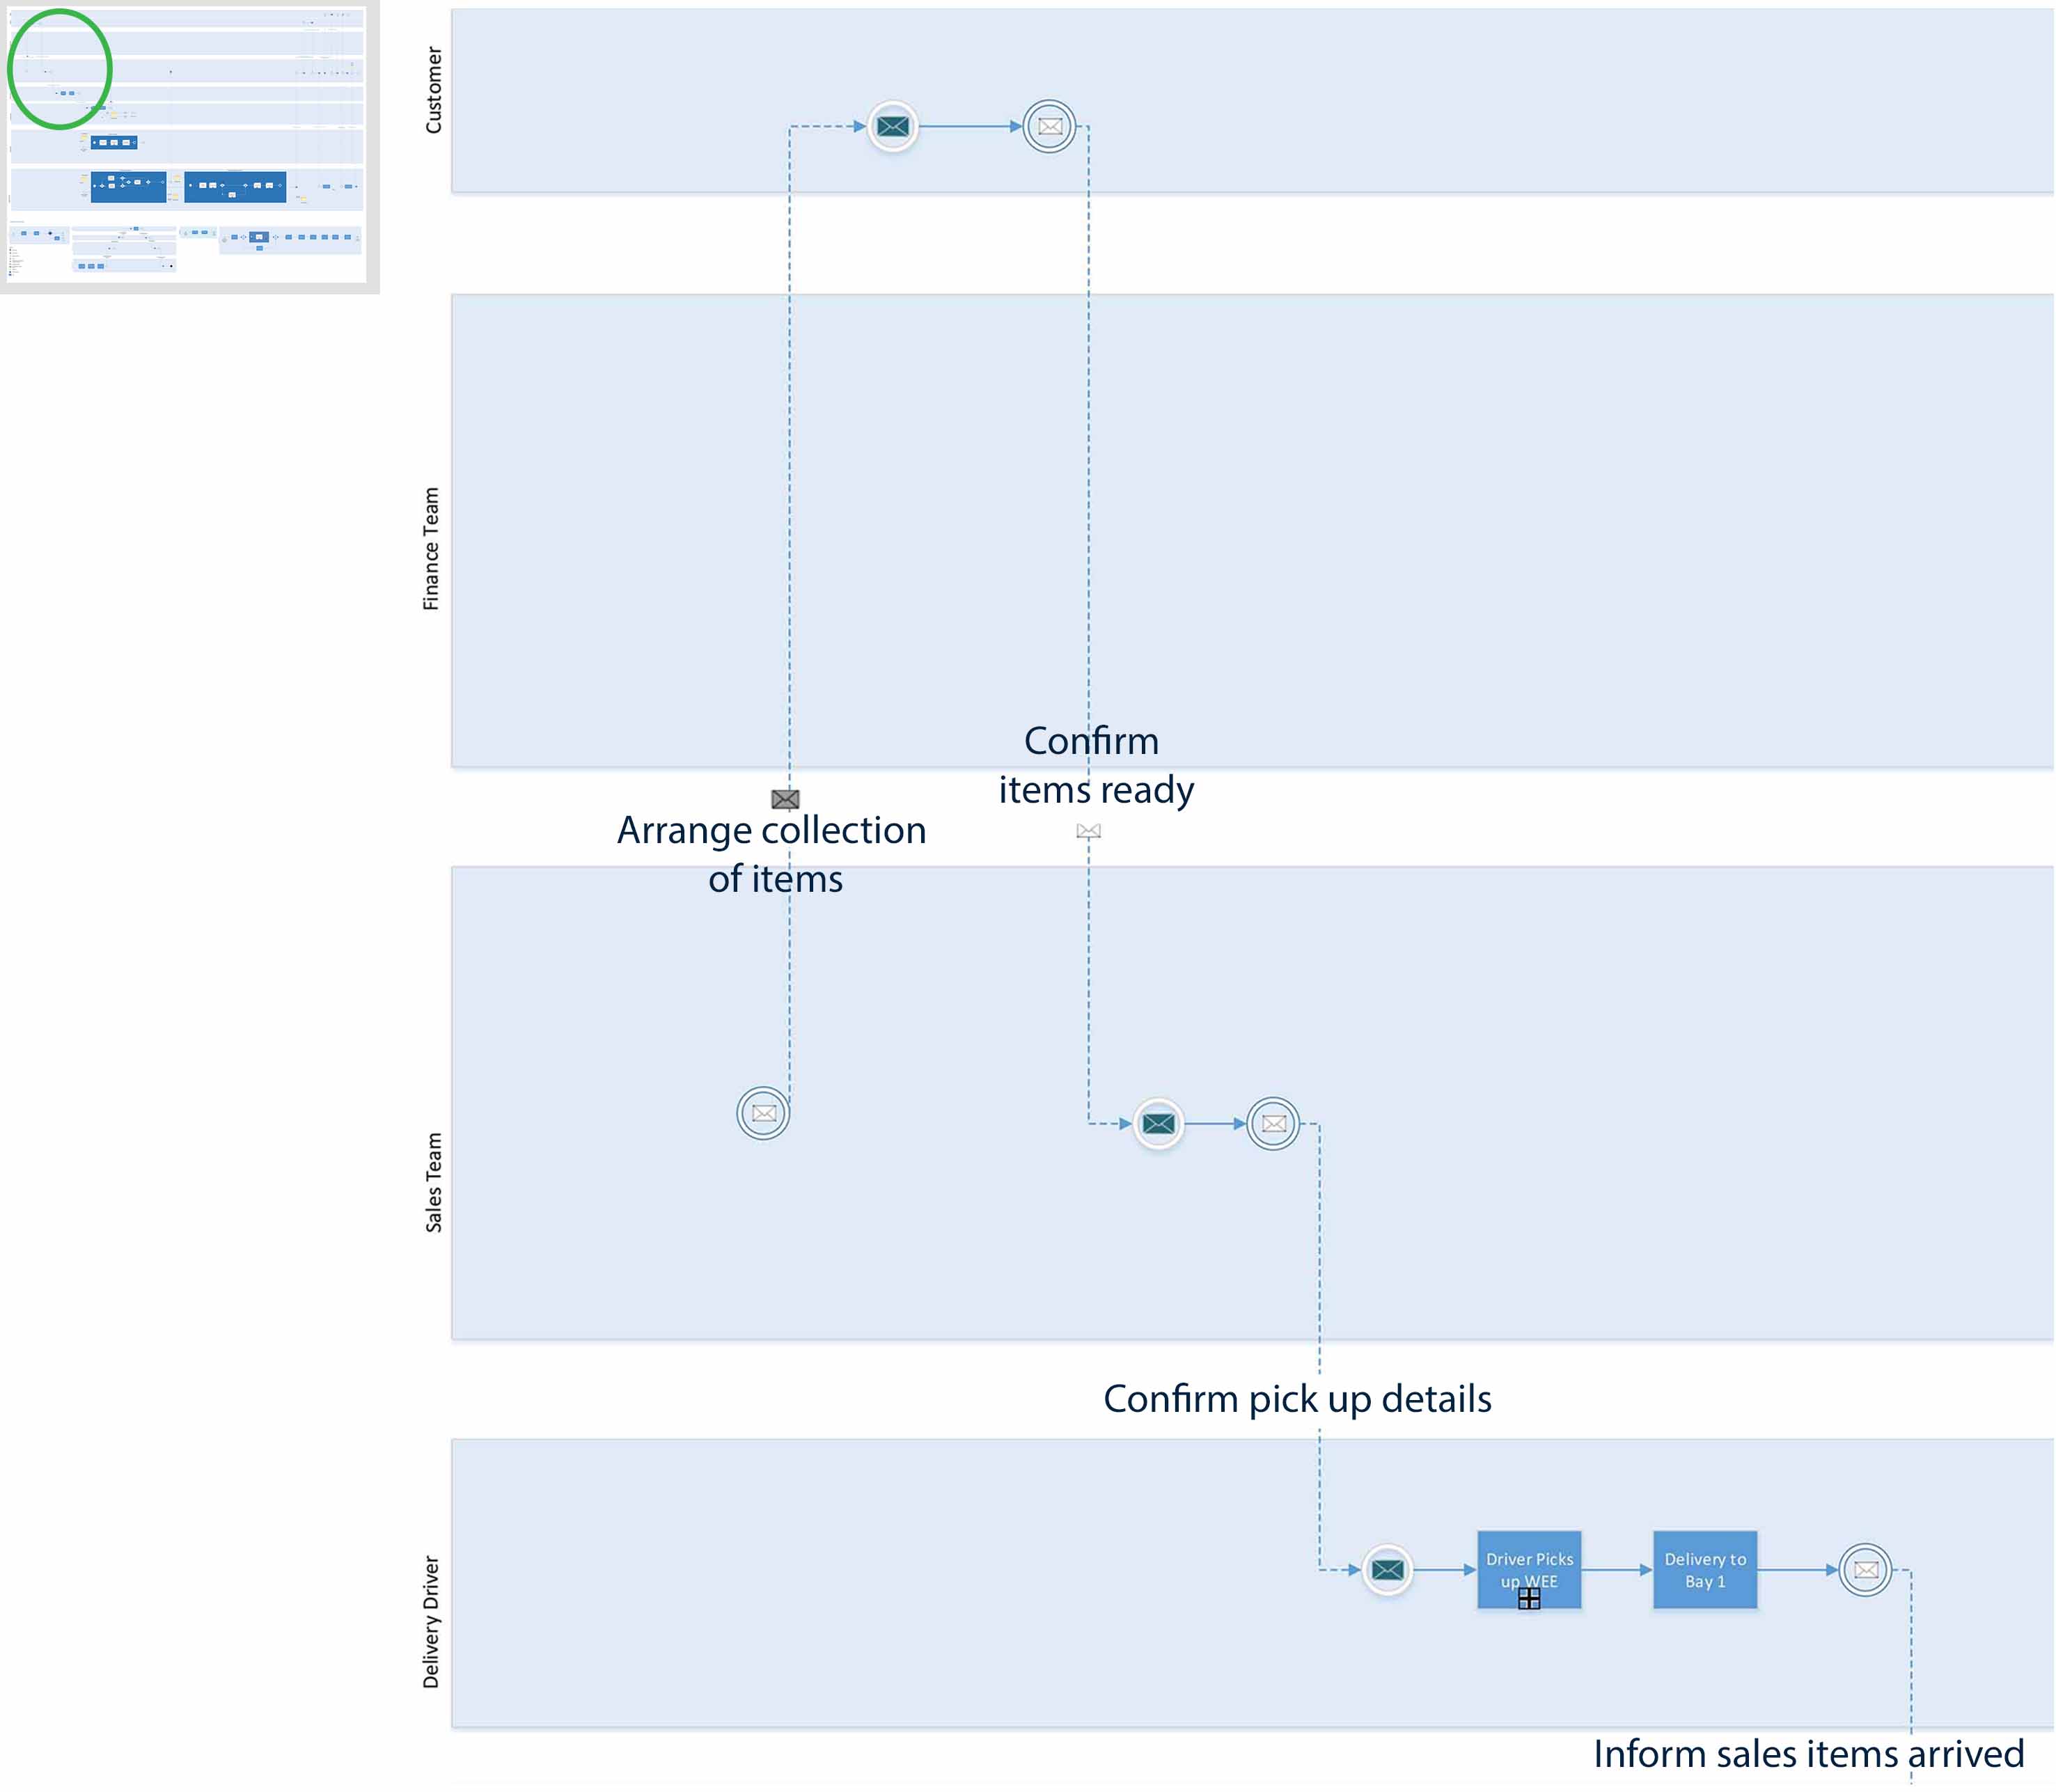 Customer
Finance Team
Confirm
items ready
Arrange collection
of items
Sales Team
Confirm pick up details
Delivery Driver
Driver Picks
up WEE
Delivery to
Bay 1
Inform sales items arrived